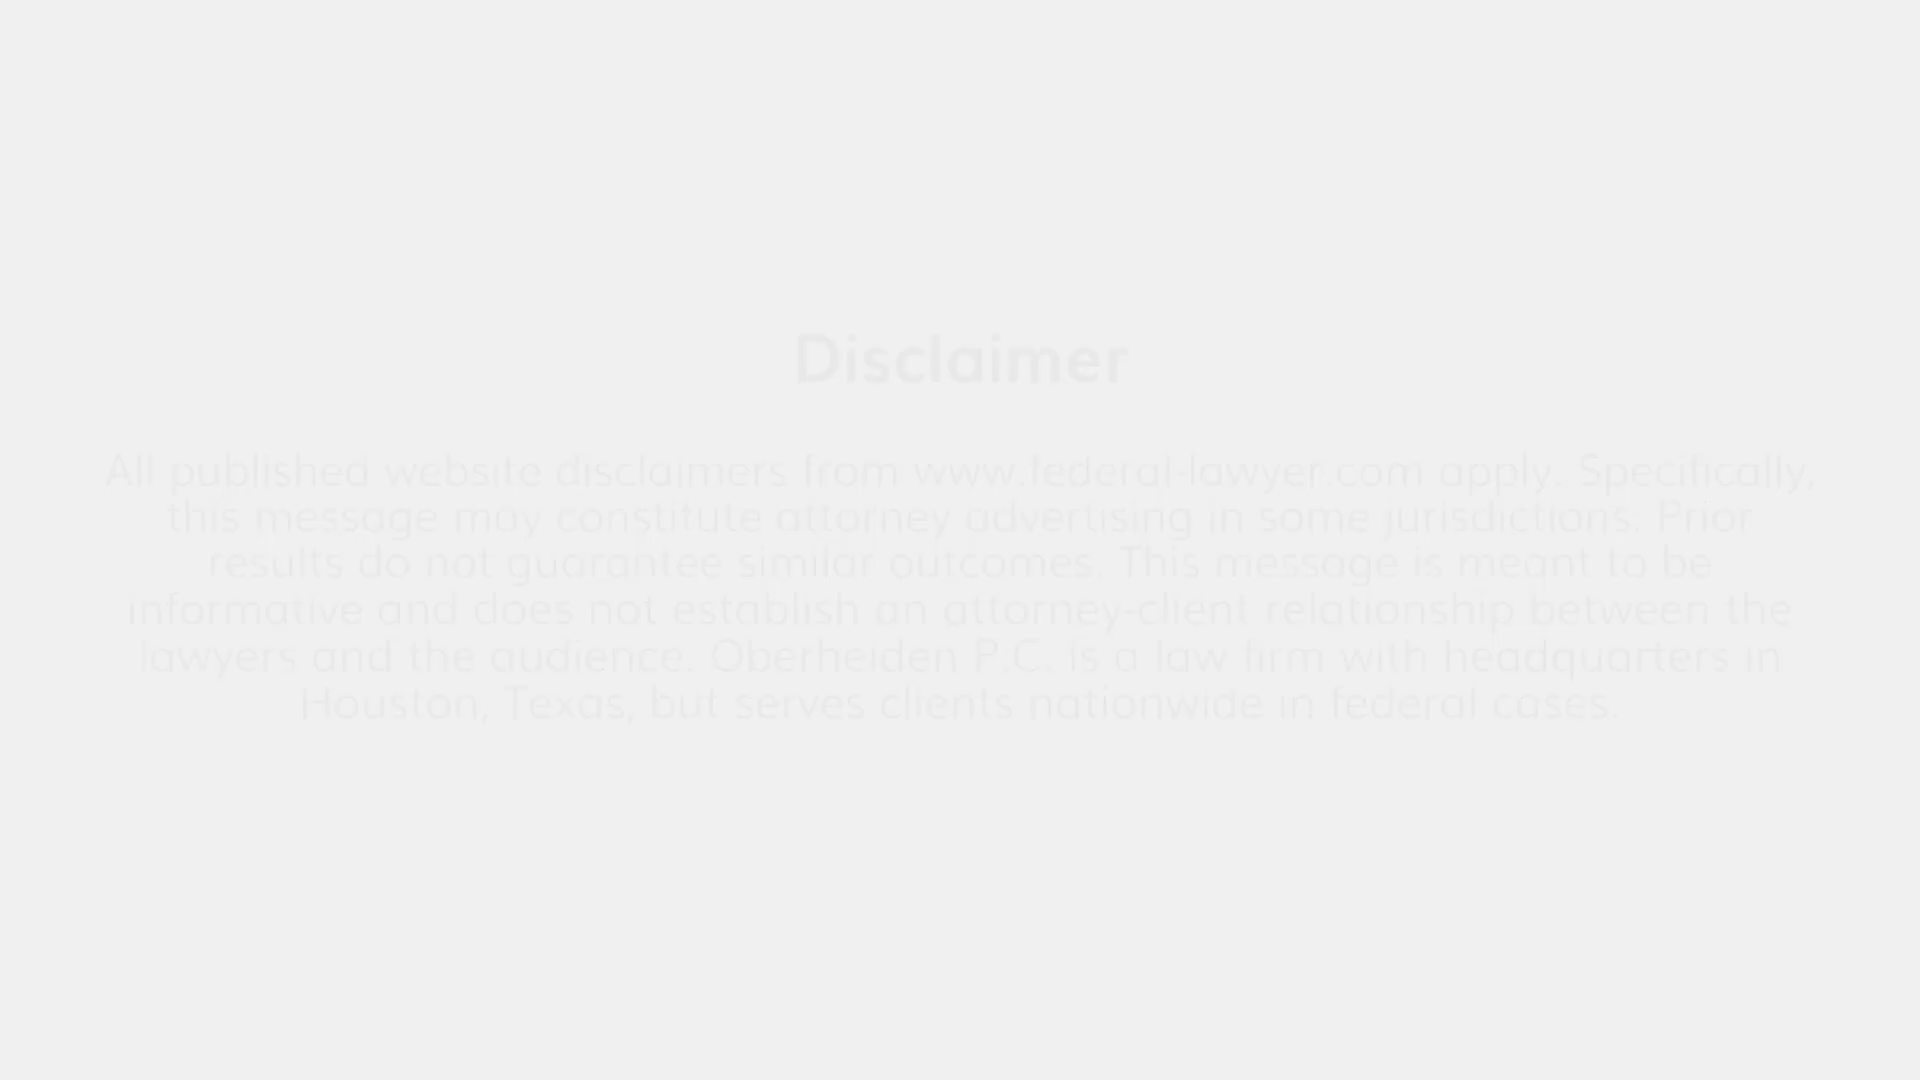 Disclaimer
All published website disclaimers from www.federal-lawyer.com apply. Specifically,
this message may constitute attorney advertising in some jurisdictions. Prior
results do not guarantee similar outcomes. This message is meant to be
informative and does not establish an attorney-client relationship between the
lawyers and the audience. Oberheiden P.C. is a law firm with headquarters in
Houston, Texas, but serves clients nationwide in federal cases.